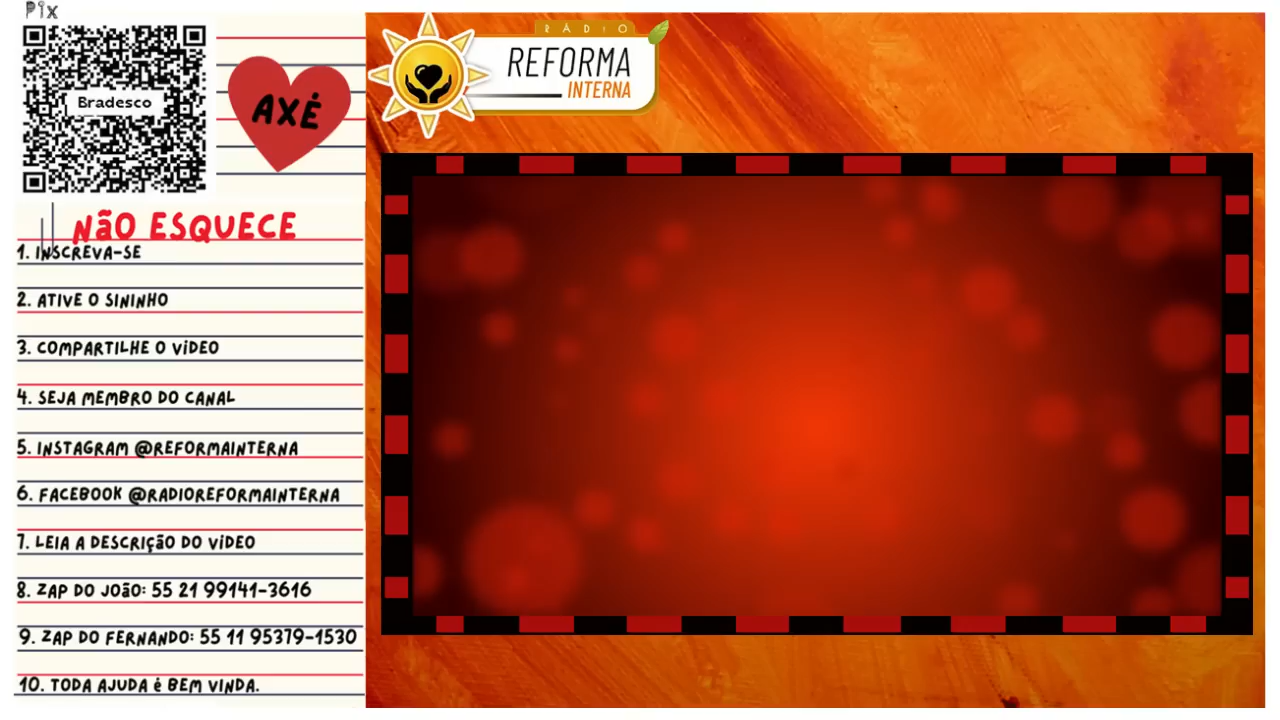 Pix
Bradesco
AXÉ
NÃO ESQUECE
1. INSCREVA-SE
2. ATIVE O SININHO
3. COMPARTILHE O VÍDEO
4. SEJA MEMBRO DO CANAL
5. INSTAGRAM @REFORMAINTERNA
6. FACEBOOK @RADIOREFORMAINTERNA
7. LEIA A DESCRIÇÃO DO VÍDEO
8. ZAP DO JOÃO: 55 21 99141-3616
9. ZAP DO FERNANDO: 55 11 95379-1530
10. TODA AJUDA É BEM VINDA.
RÁDIO
REFORMA
INTERNA